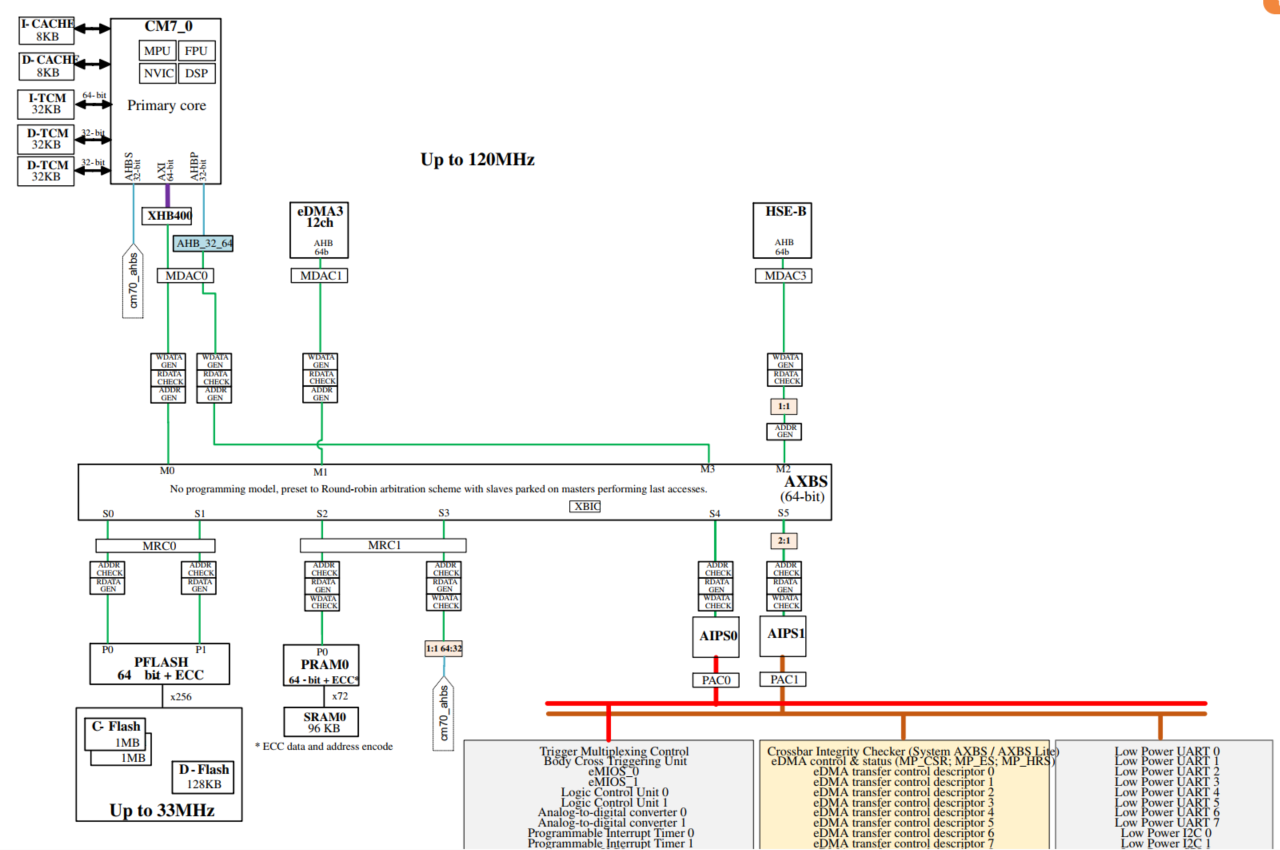 I- CACHE
8KB
D- CACHE
8KB
I-TCM
32KB
D-TCM
32KB
D-TCM
32KB
64- bit
32- bit
32- bit
CM7_0
MPU
FPU
NVIC
DSP
Primary core
AHBS
32-bit
AXI
64-bit
AHBP
32-bit
Up to 120MHz
XHB400
AHB_32_64
cm70_ahbs
MDAC0
eDMA3
12ch
AHB
64b
MDAC1
HSE-B
AHB
64b
MDAC3
WDATA
GEN
RDATA
CHECK
ADDR
GEN
WDATA
GEN
RDATA
CHECK
ADDR
GEN
WDATA
GEN
RDATA
CHECK
ADDR
GEN
WDATA
GEN
RDATA
CHECK
1:1
ADDR
GEN
M0
M1
M3
M2
AXBS
(64-bit)
No programming model, preset to Round-robin arbitration scheme with slaves parked on masters performing last accesses.
XBIC
S0
S1
S2
S3
S4
S5
MRC0
MRC1
2:1
ADDR
CHECK
RDATA
GEN
ADDR
CHECK
RDATA
GEN
ADDR
CHECK
RDATA
GEN
WDATA
CHECK
ADDR
CHECK
RDATA
GEN
WDATA
CHECK
ADDR
CHECK
RDATA
GEN
WDATA
CHECK
ADDR
CHECK
RDATA
GEN
WDATA
CHECK
P0
P1
PFLASH
64 bit + ECC
x256
P0
PRAM0
64 - bit + ECC*
x72
SRAM0
96 KB
* ECC data and address encode
1:1 64:32
cm70_ahbs
AIPS0
AIPS1
PAC0
PAC1
C- Flash
1MB
1MB
D - Flash
128KB
Up to 33MHz
Trigger Multiplexing Control
Body Cross Triggering Unit
eMIOS_0
eMIOS_1
Logic Control Unit 0
Logic Control Unit 1
Analog-to-digital converter 0
Analog-to-digital converter 1
Programmable Interrupt Timer 0
Programmable Interrupt Timer 1
Crossbar Integrity Checker (System AXBS / AXBS Lite)
eDMA control & status (MP_CSR; MP_ES; MP_HRS)
eDMA transfer control descriptor 0
eDMA transfer control descriptor 1
eDMA transfer control descriptor 2
eDMA transfer control descriptor 3
eDMA transfer control descriptor 4
eDMA transfer control descriptor 5
eDMA transfer control descriptor 6
eDMA transfer control descriptor 7
Low Power UART 0
Low Power UART 1
Low Power UART 2
Low Power UART 3
Low Power UART 4
Low Power UART 5
Low Power UART 6
Low Power UART 7
Low Power I2C 0
Low Power I2C 1